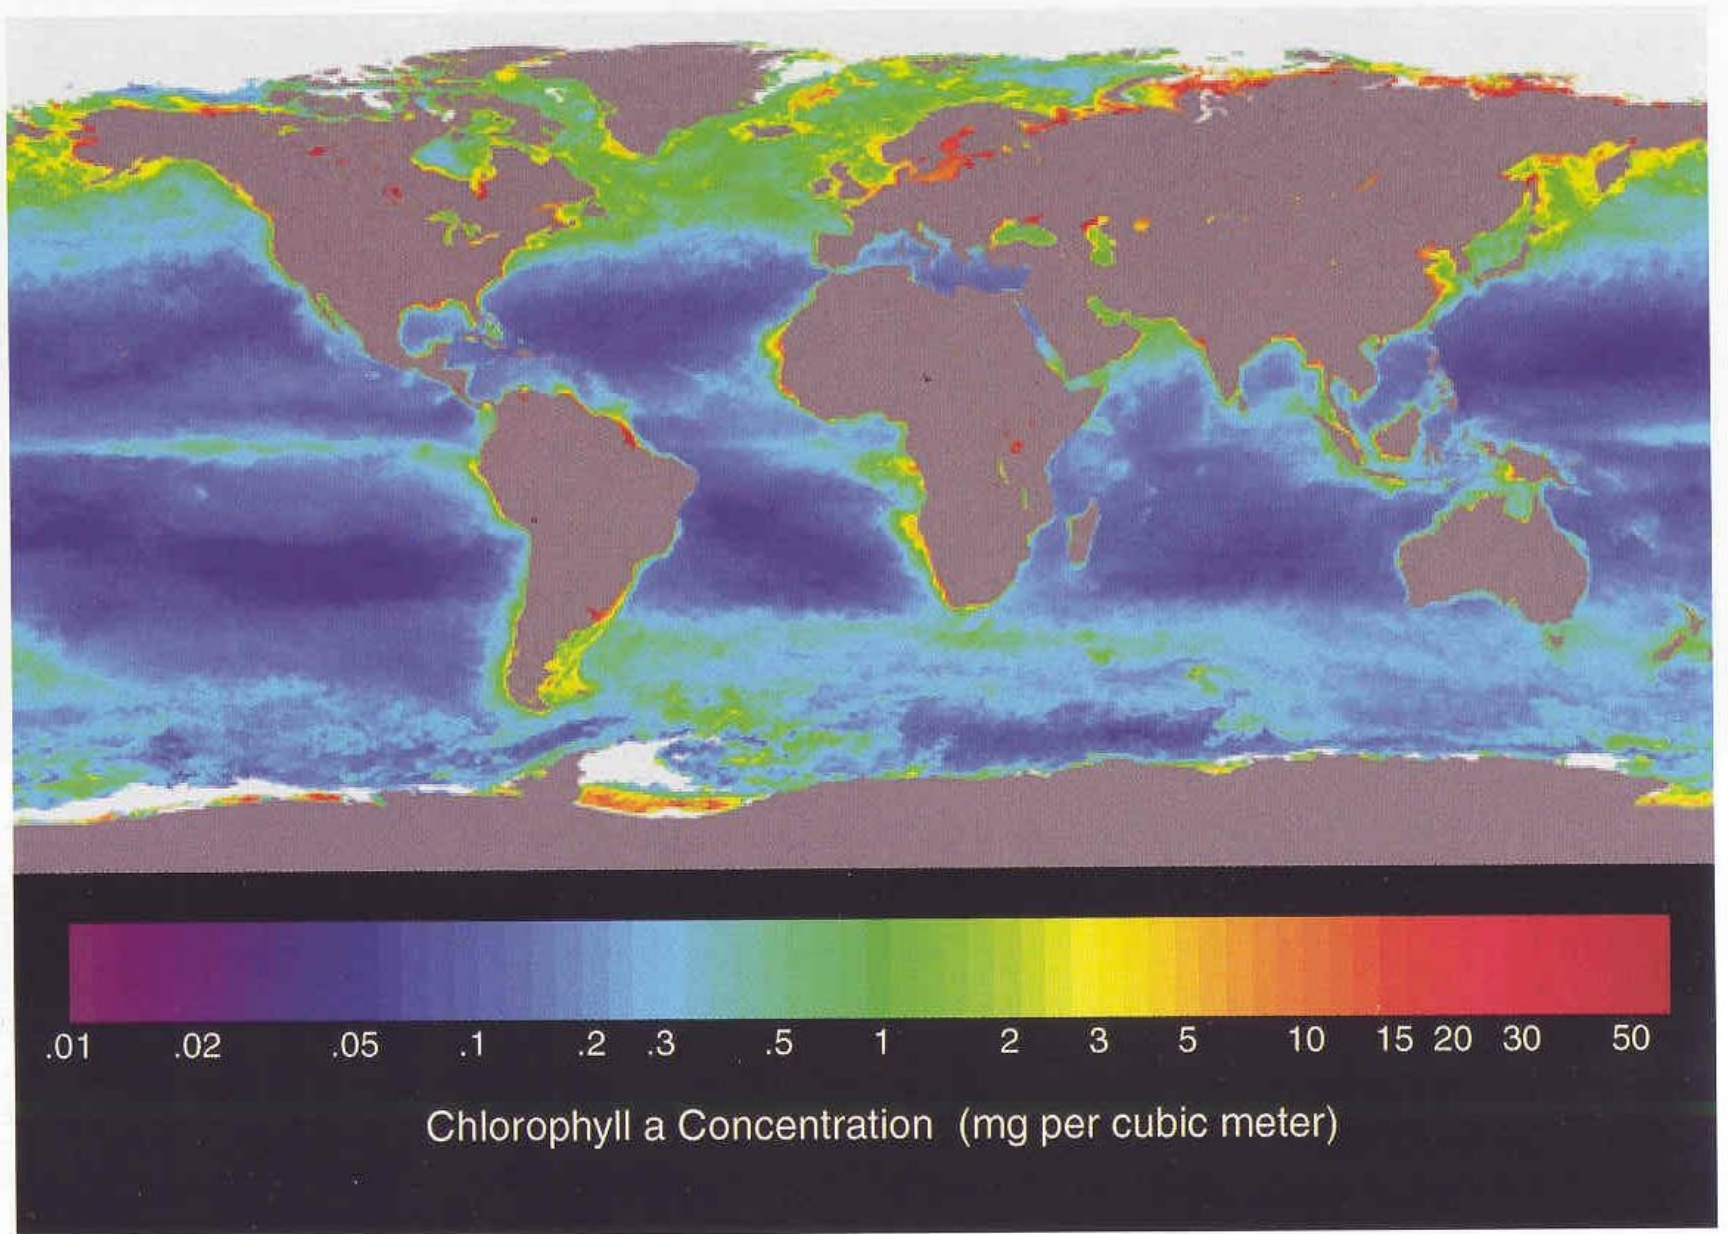 .01 .02 .05 .1 .2 .3 .5 1 2 3 5 10 15 20 30 50
Chlorophyll a Concentration (mg per cubic meter)